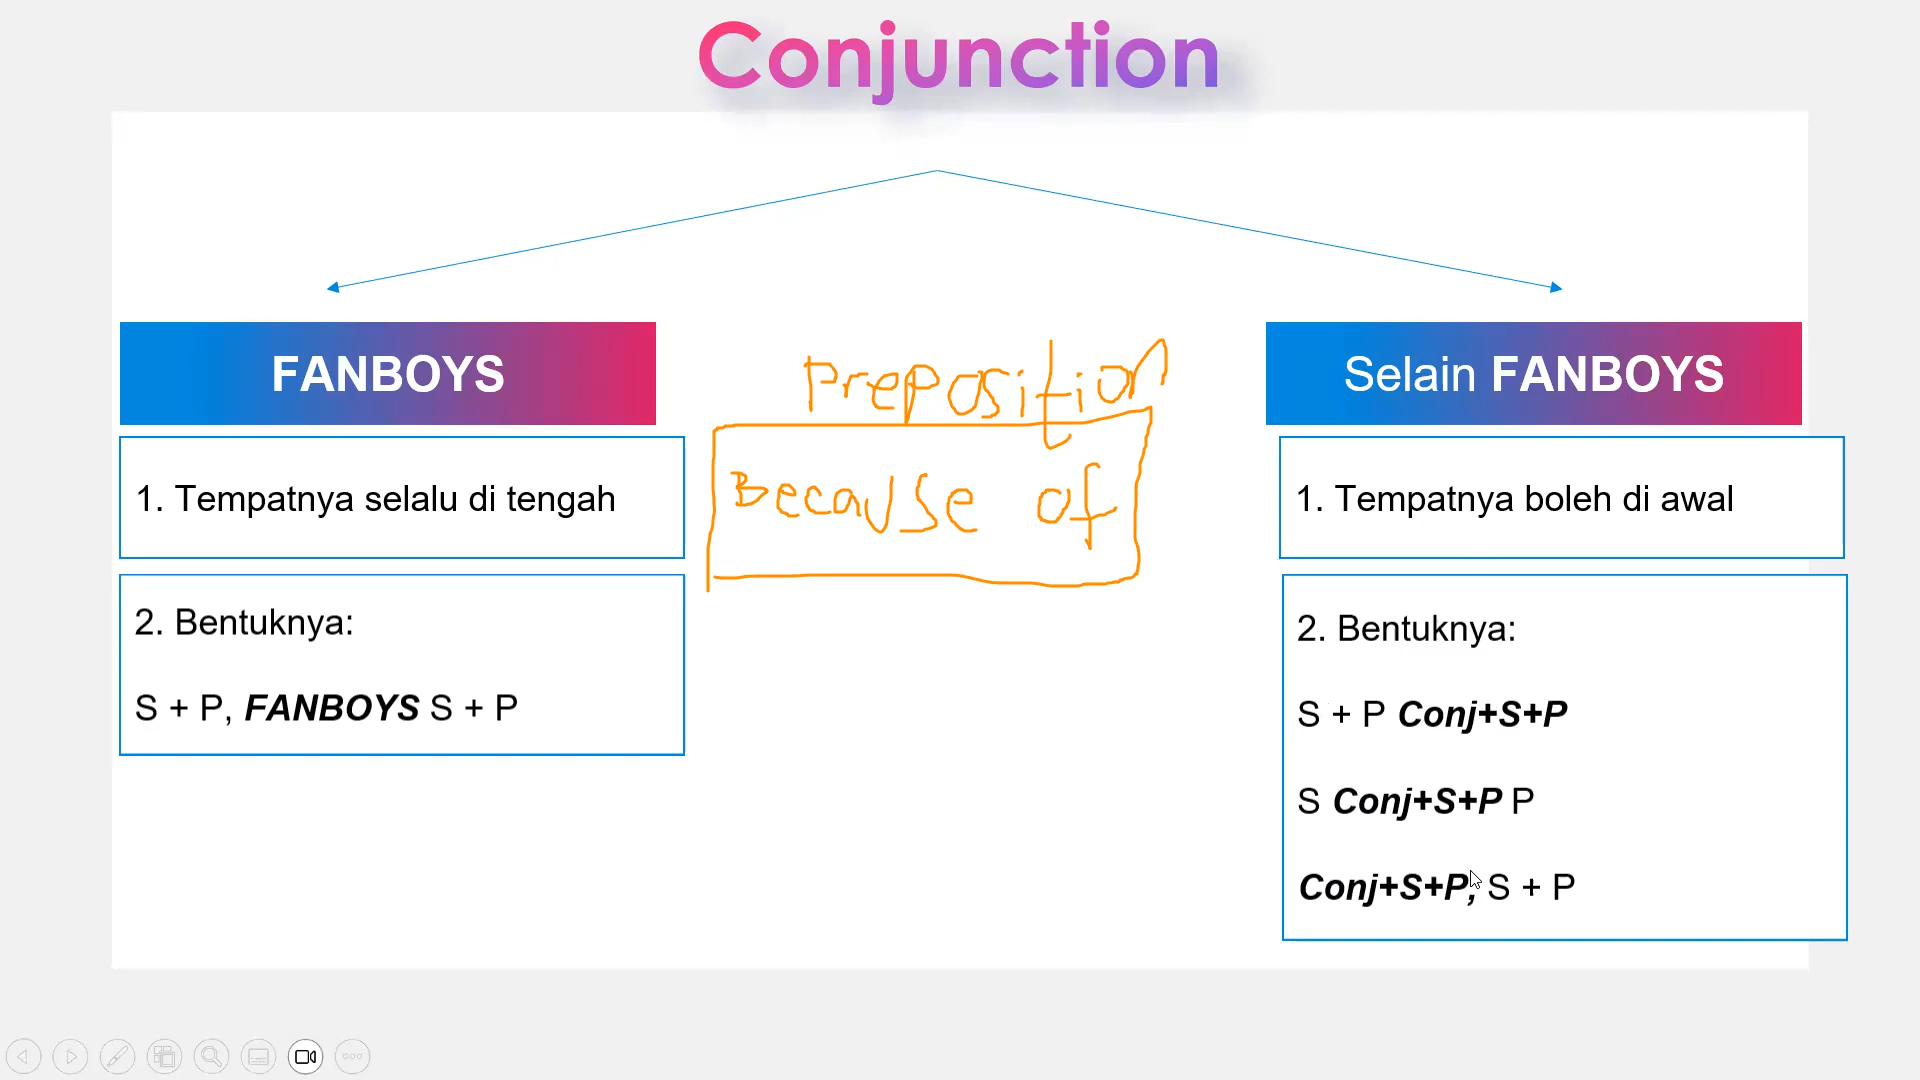 Conjunction
FANBOYS
1. Tempatnya selalu di tengah
2. Bentuknya:
S + P, FANBOYS S + P
Preposition
Because of
Selain FANBOYS
1. Tempatnya boleh di awal
2. Bentuknya:
S + P Conj+S+P
S Conj+S+P P
Conj+S+P, S + P